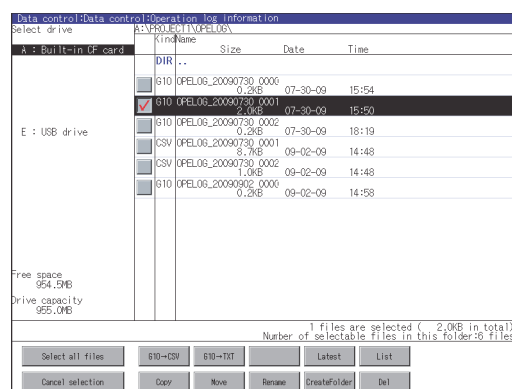 Data control:Data control:Operation log information
Select drive A:\PROJECT1\OPELOG\
Kind Name
Size Date Time
A : Built-in CF card
DIR ..
G10 OPELOG_20090730_0000
0.2KB 07-30-09 15:54
G10 OPELOG_20090730_0001
2.0KB 07-30-09 15:50
G10 OPELOG_20090730_0002
E : USB drive 0.2KB 07-30-09 18:19
CSV OPELOG_20090730_0001
8.7KB 09-02-09 14:48
CSV OPELOG_20090730_0002
1.0KB 09-02-09 14:48
G10 OPELOG_20090902_0000
0.2KB 09-02-09 14:58
Free space
954.5MB
Drive capacity
955.0MB
1 files are selected ( 2.0KB in total)
Number of selectable files in this folder:6 files
Select all files G10→CSV G10→TXT Latest List
Cancel selection Copy Move Rename CreateFolder Del